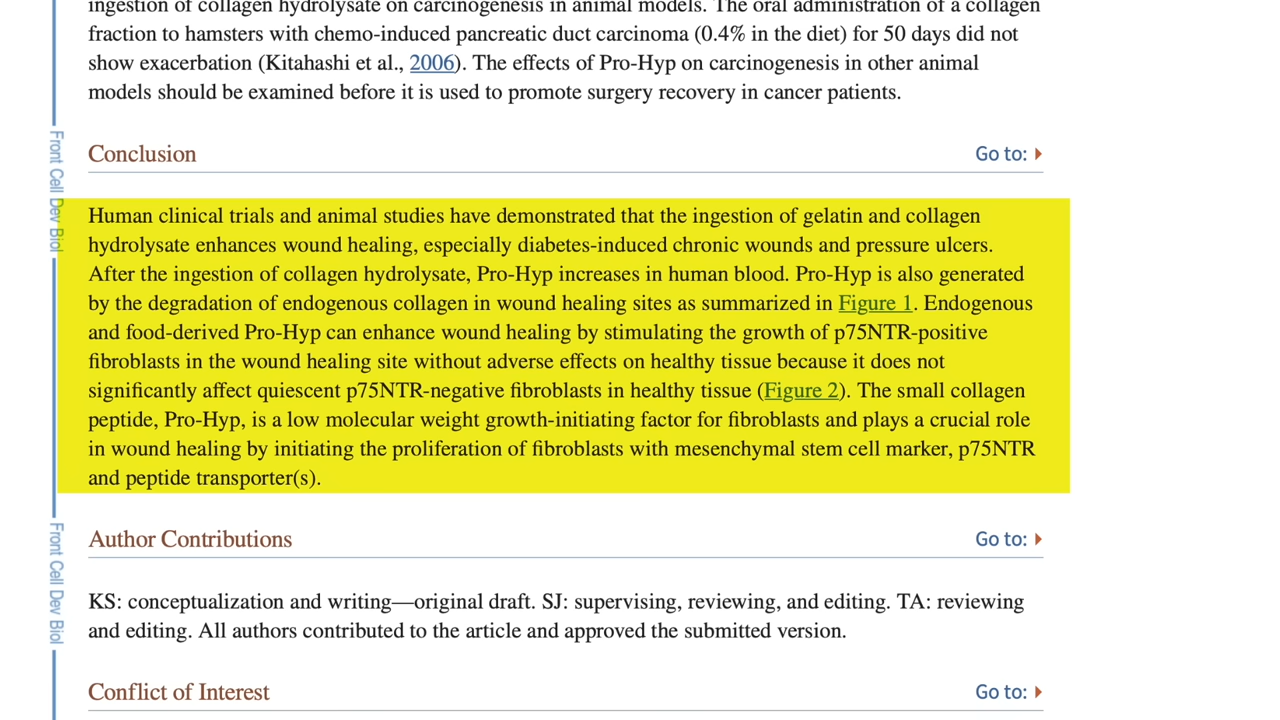 ingestion of collagen hydrolysate on carcinogenesis in animal models. The oral administration of a collagen
fraction to hamsters with chemo-induced pancreatic duct carcinoma (0.4% in the diet) for 50 days did not
show exacerbation (Kitahashi et al., 2006). The effects of Pro-Hyp on carcinogenesis in other animal
models should be examined before it is used to promote surgery recovery in cancer patients.
Conclusion Go to:
Human clinical trials and animal studies have demonstrated that the ingestion of gelatin and collagen
hydrolysate enhances wound healing, especially diabetes-induced chronic wounds and pressure ulcers.
After the ingestion of collagen hydrolysate, Pro-Hyp increases in human blood. Pro-Hyp is also generated
by the degradation of endogenous collagen in wound healing sites as summarized in Figure 1. Endogenous
and food-derived Pro-Hyp can enhance wound healing by stimulating the growth of p75NTR-positive
fibroblasts in the wound healing site without adverse effects on healthy tissue because it does not
significantly affect quiescent p75NTR-negative fibroblasts in healthy tissue (Figure 2). The small collagen
peptide, Pro-Hyp, is a low molecular weight growth-initiating factor for fibroblasts and plays a crucial role
in wound healing by initiating the proliferation of fibroblasts with mesenchymal stem cell marker, p75NTR
and peptide transporter(s).
Author Contributions Go to:
KS: conceptualization and writing—original draft. SJ: supervising, reviewing, and editing. TA: reviewing
and editing. All authors contributed to the article and approved the submitted version.
Conflict of Interest Go to:
Front Cell Dev Biol
Front Cell Dev Biol